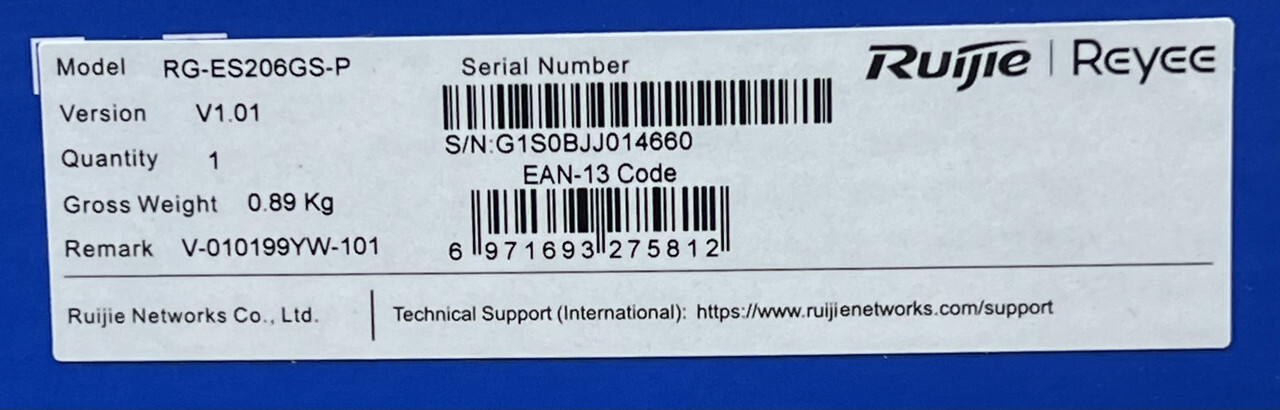 Model RG-ES206GS-P
Version V1.01
Quantity 1
Gross Weight 0.89 Kg
Remark V-010199YW-101
Serial Number
S/N:G1S0BJJ014660
EAN-13 Code
6 971693 275812
Ruijie | Reyee
Ruijie Networks Co., Ltd.
Technical Support (International): https://www.ruijienetworks.com/support